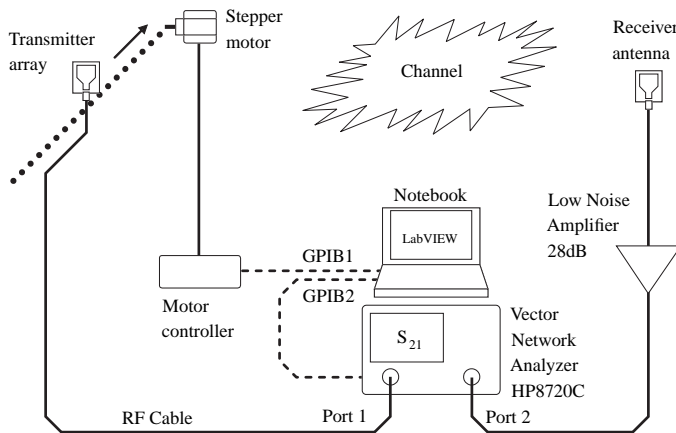 Transmitter
array
Stepper
motor
Channel
Receiver
antenna
Notebook
LabVIEW
Low Noise
Amplifier
28dB
GPIB1
GPIB2
Motor
controller
S21
Vector
Network
Analyzer
HP8720C
RF Cable
Port 1
Port 2